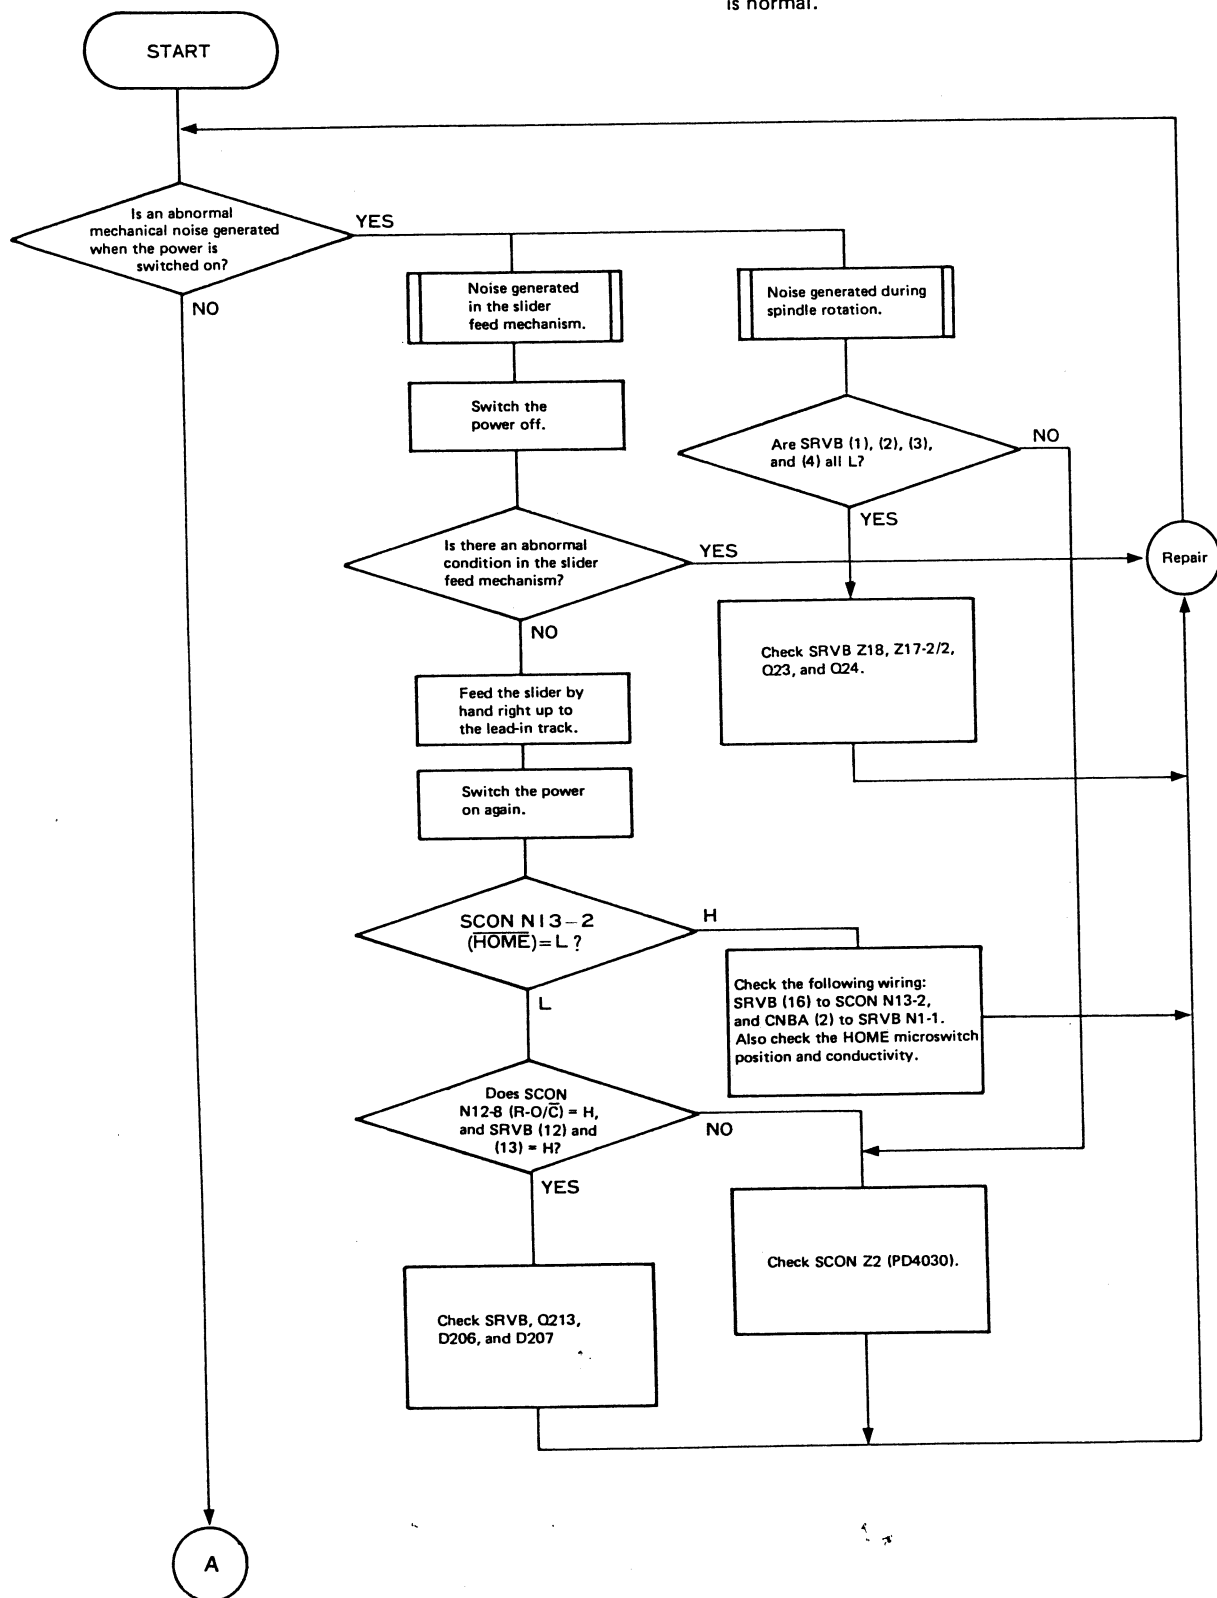 is normal.
START
Is an abnormal
mechanical noise generated
when the power is
switched on?
YES
NO
Noise generated
in the slider
feed mechanism.
Noise generated during
spindle rotation.
Switch the
power off.
Are SRVB (1), (2), (3),
and (4) all L?
NO
YES
Is there an abnormal
condition in the slider
feed mechanism?
YES
NO
Repair
Check SRVB Z18, Z17-2/2,
Q23, and Q24.
Feed the slider by
hand right up to
the lead-in track.
Switch the power
on again.
SCON N13-2
(H̅O̅M̅E̅)=L?
H
L
Check the following wiring:
SRVB (16) to SCON N13-2,
and CNBA (2) to SRVB N1-1.
Also check the HOME microswitch
position and conductivity.
Does SCON
N12-8 (R-O/C̅) = H,
and SRVB (12) and
(13) = H?
NO
YES
Check SCON Z2 (PD4030).
Check SRVB, Q213,
D206, and D207
A